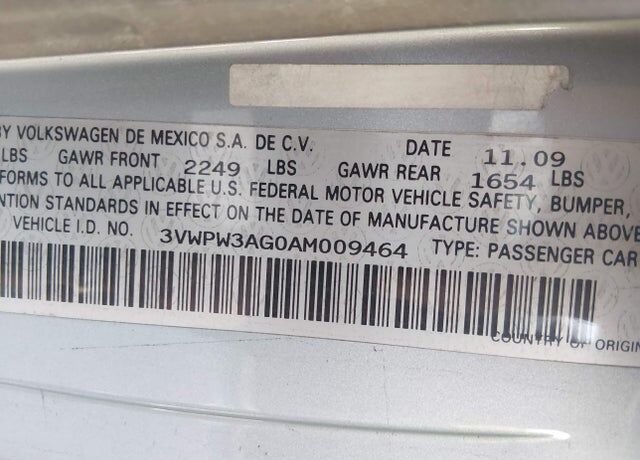 BY VOLKSWAGEN DE MEXICO S.A. DE C.V. DATE 11.09
LBS GAWR FRONT 2249 LBS GAWR REAR 1654 LBS
FORMS TO ALL APPLICABLE U.S. FEDERAL MOTOR VEHICLE SAFETY, BUMPER,
NTION STANDARDS IN EFFECT ON THE DATE OF MANUFACTURE SHOWN ABOVE
VEHICLE I.D. NO. 3VWPW3AG0AM009464 TYPE: PASSENGER CAR
COUNTRY OF ORIGIN